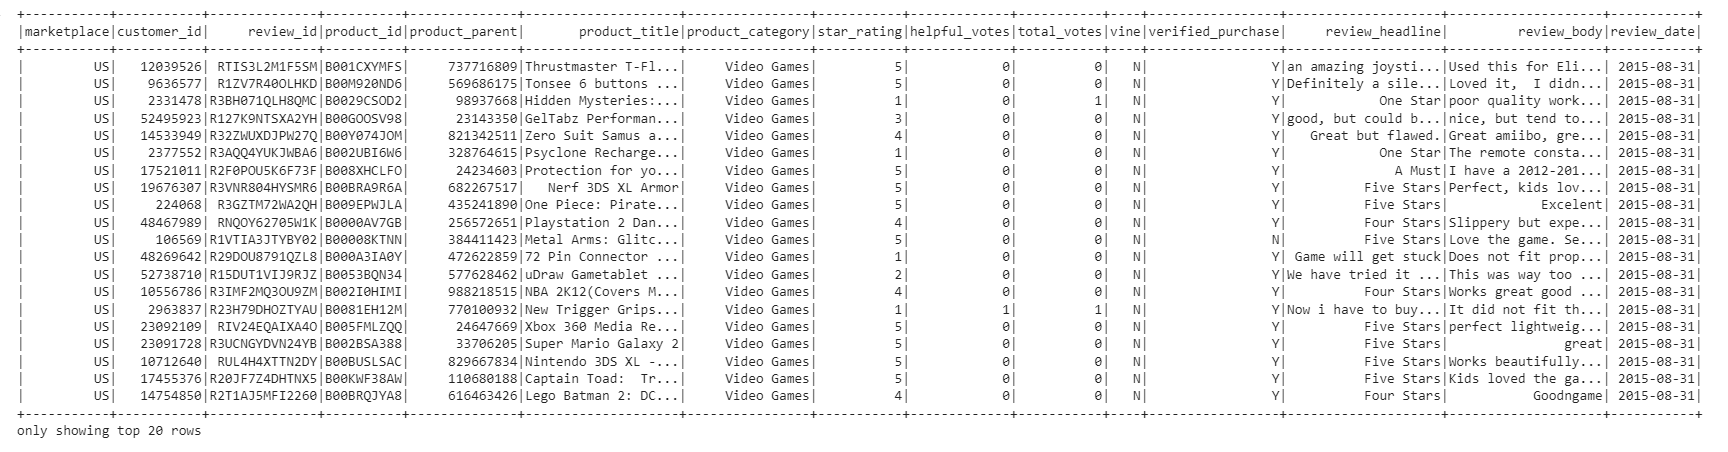 +-----------+-----------+--------------+----------+--------------+--------------------+----------------+-----------+-------------+-----------+----+-----------------+--------------------+--------------------+-----------+
|marketplace|customer_id|     review_id|product_id|product_parent|       product_title|product_category|star_rating|helpful_votes|total_votes|vine|verified_purchase|     review_headline|         review_body|review_date|
+-----------+-----------+--------------+----------+--------------+--------------------+----------------+-----------+-------------+-----------+----+-----------------+--------------------+--------------------+-----------+
|         US|   12039526| RTIS3L2M1F5SM|B001CXYMFS|     737716809|Thrustmaster T-Fl...|     Video Games|          5|            0|          0|   N|                Y|an amazing joysti...|Used this for Eli...| 2015-08-31|
|         US|    9636577| R1ZV7R40OLHKD|B00M920ND6|     569686175|Tonsee 6 buttons ...|     Video Games|          5|            0|          0|   N|                Y|Definitely a sile...|Loved it,  I didn...| 2015-08-31|
|         US|    2331478|R3BH071QLH8QMC|B0029CSOD2|      98937668|Hidden Mysteries:...|     Video Games|          1|            0|          1|   N|                Y|            One Star|poor quality work...| 2015-08-31|
|         US|   52495923|R127K9NTSXA2YH|B00GOOSV98|      23143350|GelTabz Performan...|     Video Games|          3|            0|          0|   N|                Y|good, but could b...|nice, but tend to...| 2015-08-31|
|         US|   14533949|R32ZWUXDJPW27Q|B00Y074JOM|     821342511|Zero Suit Samus a...|     Video Games|          4|            0|          0|   N|                Y|   Great but flawed.|Great amiibo, gre...| 2015-08-31|
|         US|    2377552|R3AQQ4YUKJWBA6|B002UBI6W6|     328764615|Psyclone Recharge...|     Video Games|          1|            0|          0|   N|                Y|            One Star|The remote consta...| 2015-08-31|
|         US|   17521011|R2F0POU5K6F73F|B008XHCLFO|      24234603|Protection for yo...|     Video Games|          5|            0|          0|   N|                Y|              A Must|I have a 2012-201...| 2015-08-31|
|         US|   19676307|R3VNR804HYSMR6|B00BRA9R6A|     682267517|   Nerf 3DS XL Armor|     Video Games|          5|            0|          0|   N|                Y|          Five Stars|Perfect, kids lov...| 2015-08-31|
|         US|     224068| R3GZTM72WA2QH|B009EPWJLA|     435241890|One Piece: Pirate...|     Video Games|          5|            0|          0|   N|                Y|          Five Stars|            Excelent| 2015-08-31|
|         US|   48467989| RNQOY62705W1K|B0000AV7GB|     256572651|Playstation 2 Dan...|     Video Games|          4|            0|          0|   N|                Y|          Four Stars|Slippery but expe...| 2015-08-31|
|         US|     106569|R1VTIA3JTYBY02|B00008KTNN|     384411423|Metal Arms: Glitc...|     Video Games|          5|            0|          0|   N|                N|          Five Stars|Love the game. Se...| 2015-08-31|
|         US|   48269642|R29DOU8791QZL8|B000A3IA0Y|     472622859|72 Pin Connector ...|     Video Games|          1|            0|          0|   N|                Y| Game will get stuck|Does not fit prop...| 2015-08-31|
|         US|   52738710|R15DUT1VIJ9RJZ|B0053BQN34|     577628462|uDraw Gametablet ...|     Video Games|          2|            0|          0|   N|                Y|We have tried it ...|This was way too ...| 2015-08-31|
|         US|   10556786|R3IMF2MQ3OU9ZM|B002I0HIMI|     988218515|NBA 2K12(Covers M...|     Video Games|          4|            0|          0|   N|                Y|          Four Stars|Works great good ...| 2015-08-31|
|         US|    2963837|R23H79DHOZTYAU|B0081EH12M|     770100932|New Trigger Grips...|     Video Games|          1|            1|          1|   N|                Y|Now i have to buy...|It did not fit th...| 2015-08-31|
|         US|   23092109| RIV24EQAIXA4O|B005FMLZQQ|      24647669|Xbox 360 Media Re...|     Video Games|          5|            0|          0|   N|                Y|          Five Stars|perfect lightweig...| 2015-08-31|
|         US|   23091728|R3UCNGYDVN24YB|B002BSA388|      33706205|Super Mario Galaxy 2|     Video Games|          5|            0|          0|   N|                Y|          Five Stars|               great| 2015-08-31|
|         US|   10712640| RUL4H4XTTN2DY|B00BUSLSAC|     829667834|Nintendo 3DS XL -...|     Video Games|          5|            0|          0|   N|                Y|          Five Stars|Works beautifully...| 2015-08-31|
|         US|   17455376|R20JF7Z4DHTNX5|B00KWF38AW|     110680188|Captain Toad:  Tr...|     Video Games|          5|            0|          0|   N|                Y|          Five Stars|Kids loved the ga...| 2015-08-31|
|         US|   14754850|R2T1AJ5MFI2260|B00BRQJYA8|     616463426|Lego Batman 2: DC...|     Video Games|          4|            0|          0|   N|                Y|          Four Stars|           Goodngame| 2015-08-31|
+-----------+-----------+--------------+----------+--------------+--------------------+----------------+-----------+-------------+-----------+----+-----------------+--------------------+--------------------+-----------+
only showing top 20 rows